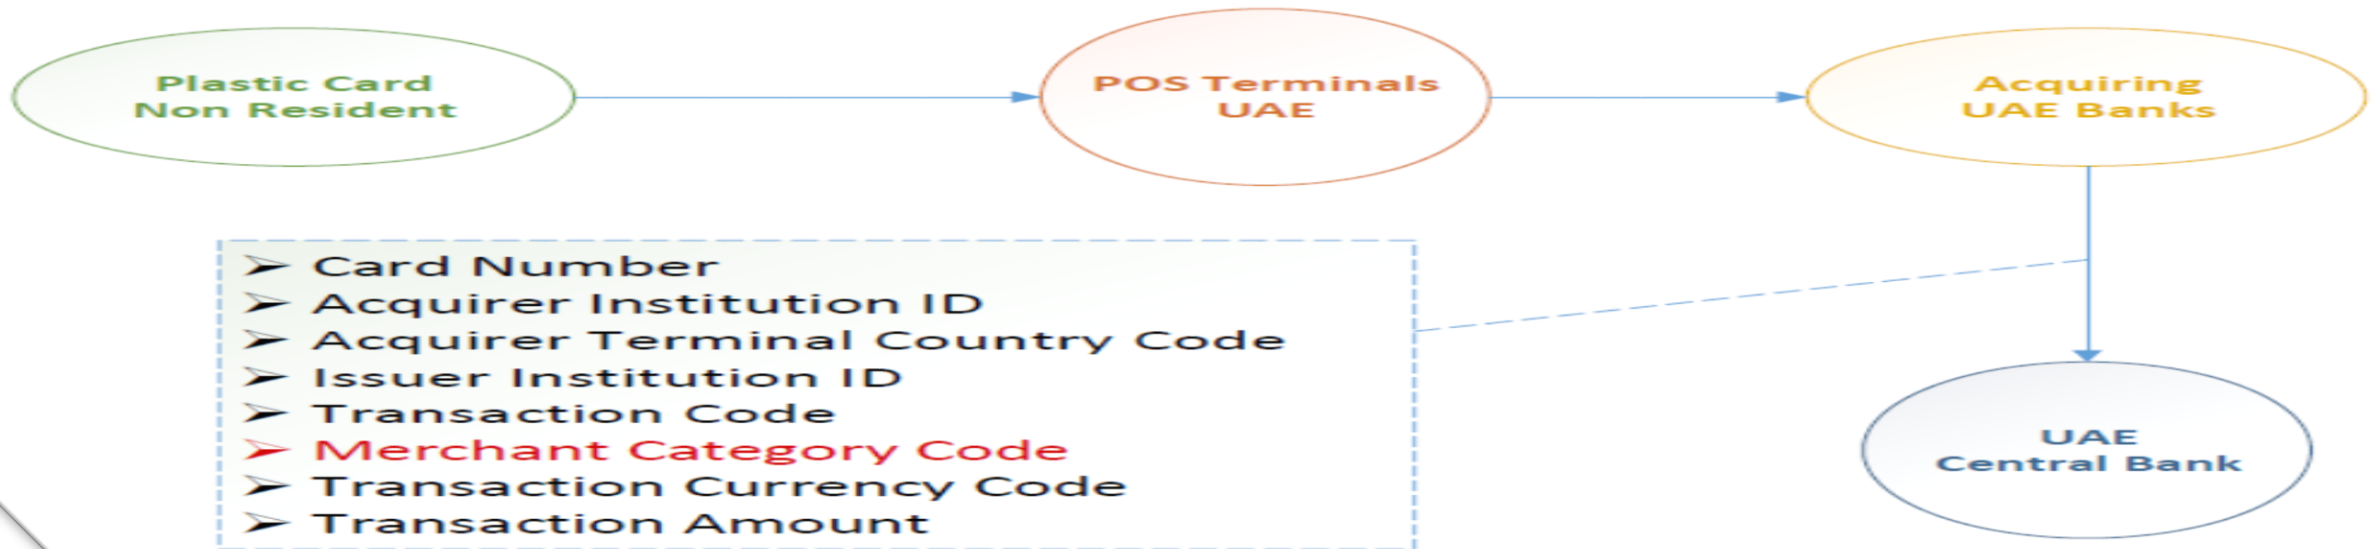 Plastic Card
Non Resident
POS Terminals
UAE
Acquiring
UAE Banks
Card Number
Acquirer Institution ID
Acquirer Terminal Country Code
Issuer Institution ID
Transaction Code
Merchant Category Code
Transaction Currency Code
Transaction Amount
UAE
Central Bank